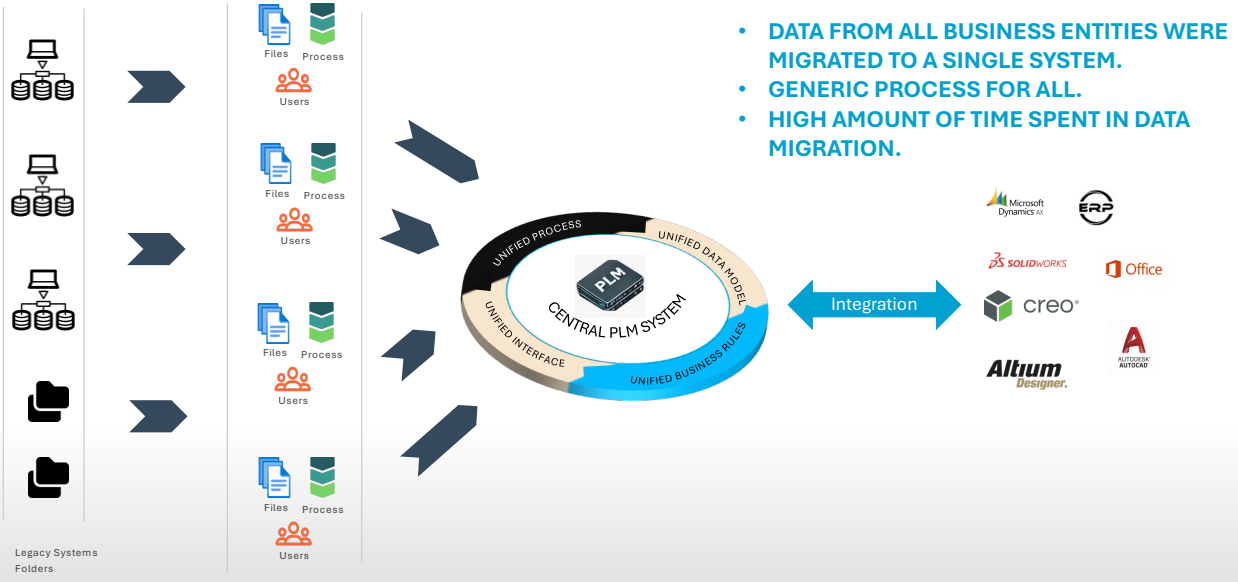 Files Process
Users
Files Process
Users
Files Process
Users
Files Process
Users
Legacy Systems
Folders
UNIFIED PROCESS
UNIFIED DATA MODEL
UNIFIED INTERFACE
UNIFIED BUSINESS RULES
PLM
CENTRAL PLM SYSTEM
Integration
• DATA FROM ALL BUSINESS ENTITIES WERE
MIGRATED TO A SINGLE SYSTEM.
• GENERIC PROCESS FOR ALL.
• HIGH AMOUNT OF TIME SPENT IN DATA
MIGRATION.
Microsoft
Dynamics AX
ERP
SOLIDWORKS
Office
creo®
AUTODESK®
AUTOCAD®
Altium
Designer.